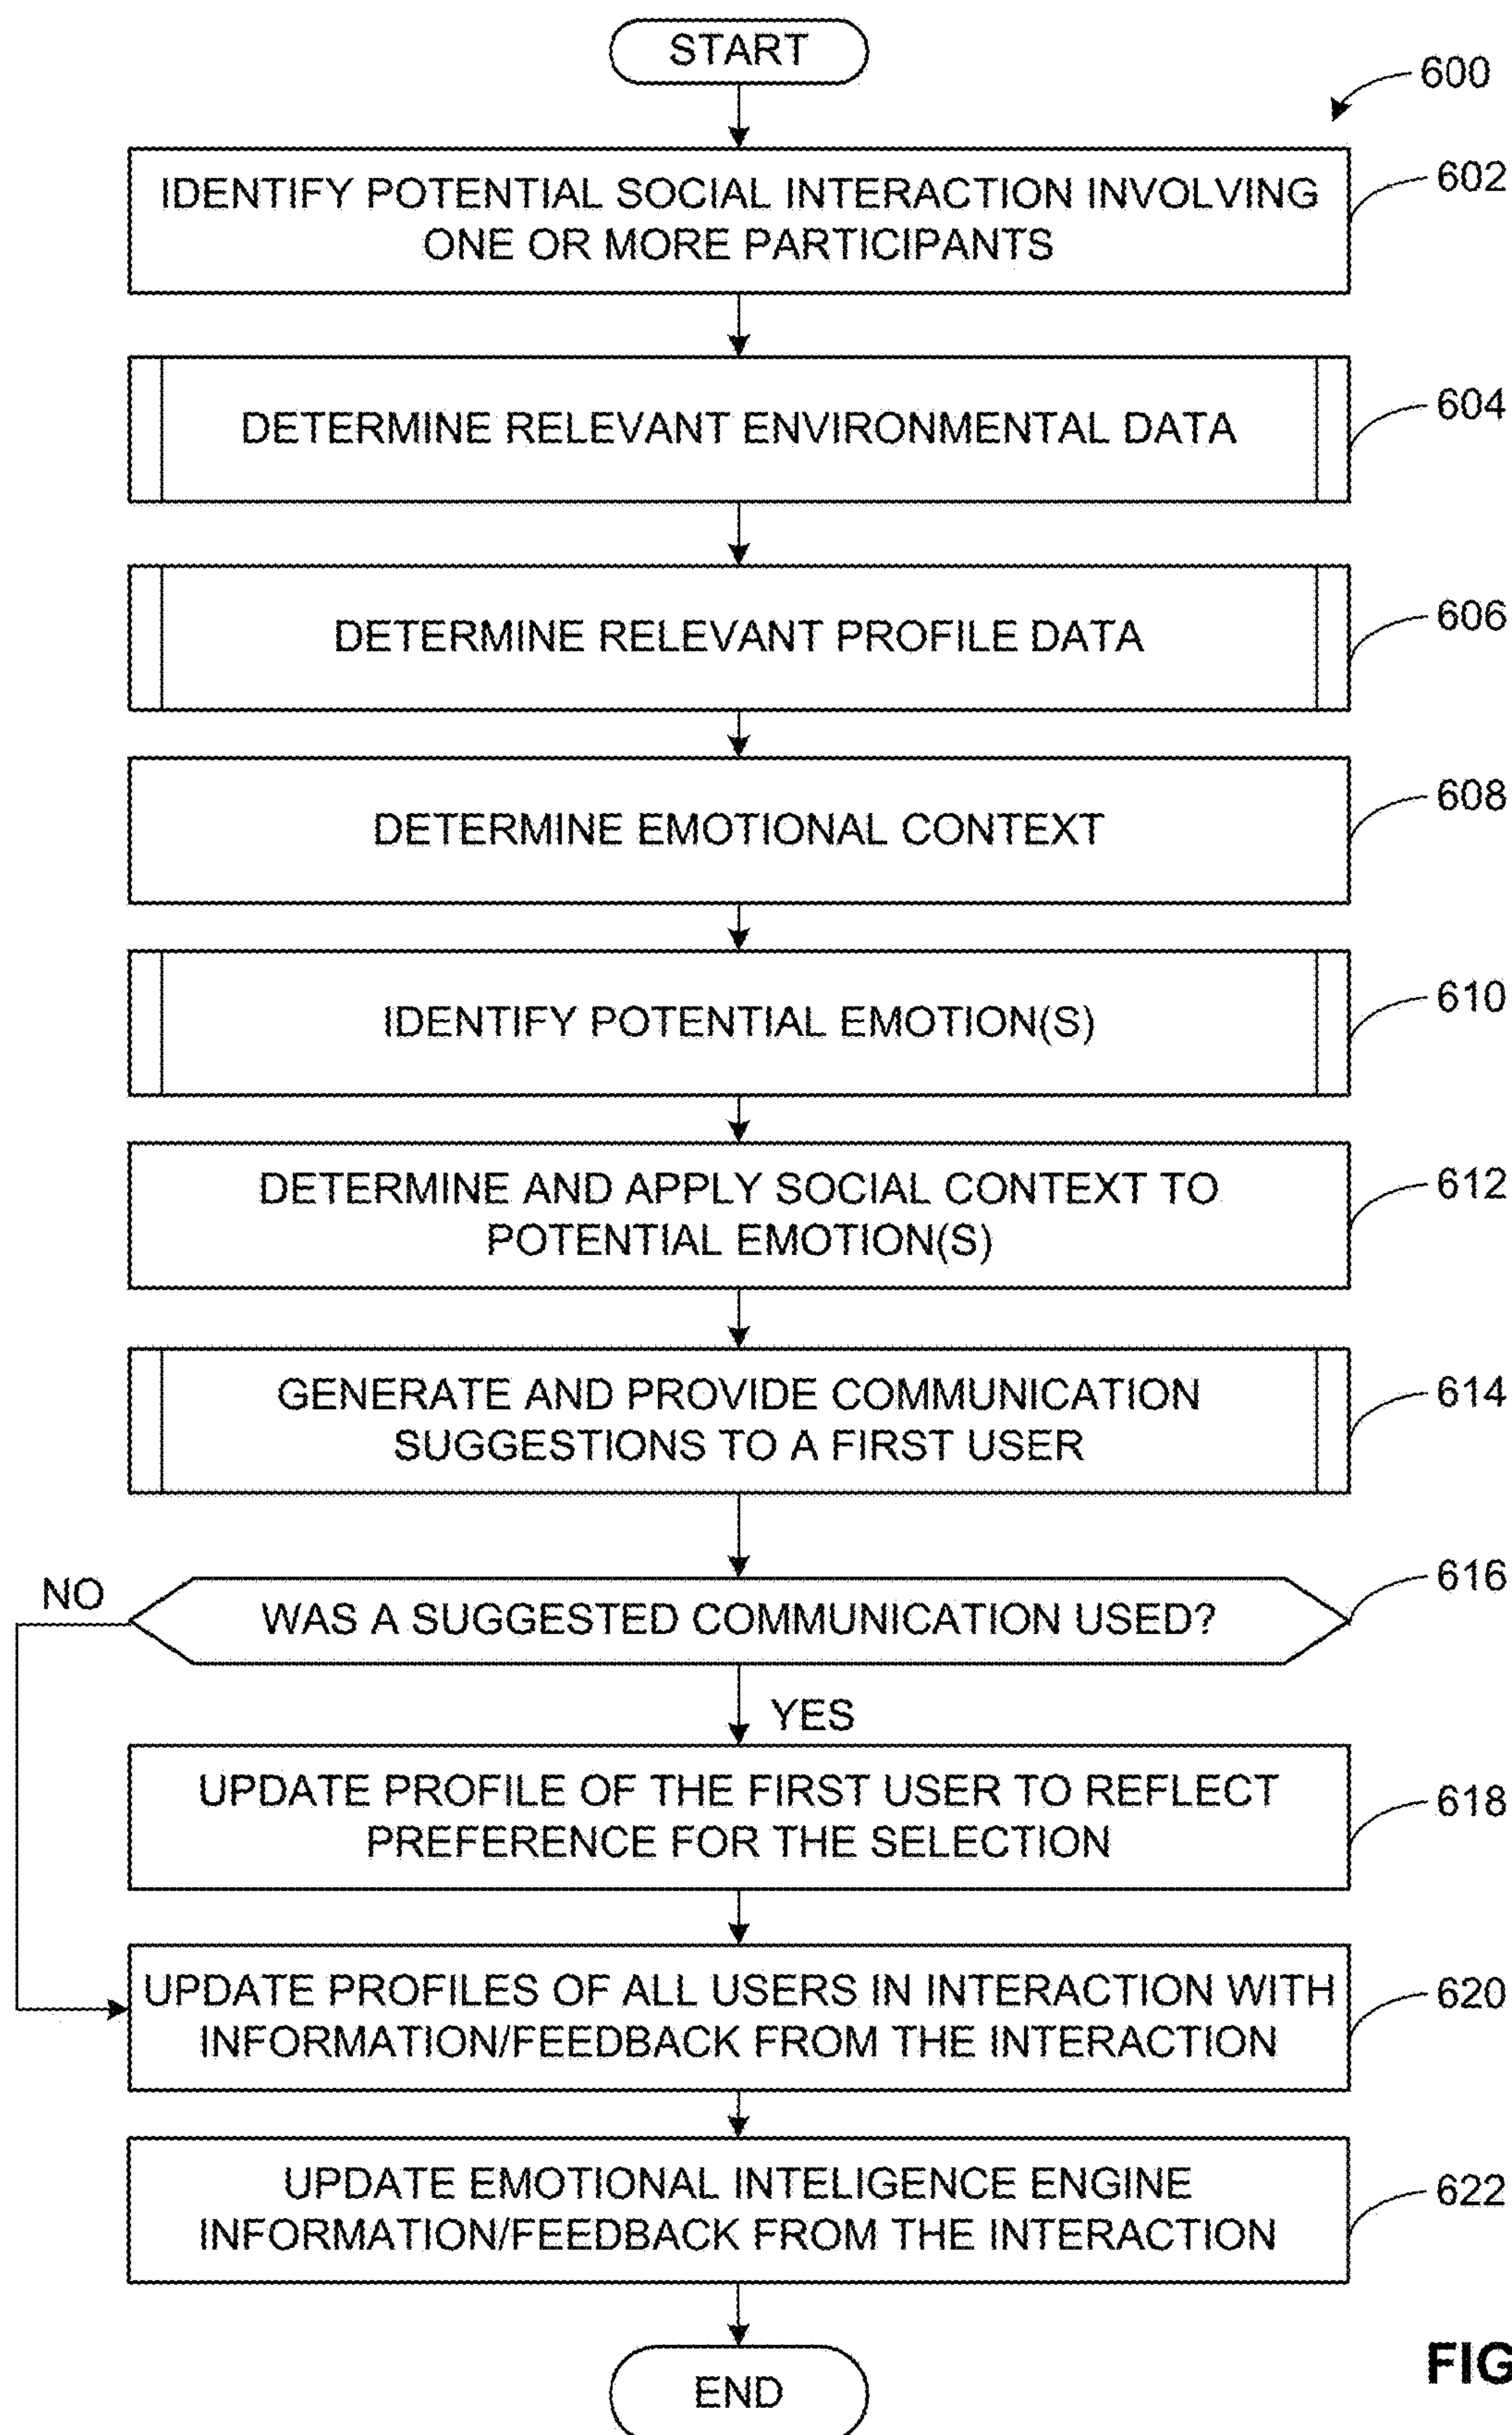 START
600
IDENTIFY POTENTIAL SOCIAL INTERACTION INVOLVING
ONE OR MORE PARTICIPANTS
602
DETERMINE RELEVANT ENVIRONMENTAL DATA
604
DETERMINE RELEVANT PROFILE DATA
606
DETERMINE EMOTIONAL CONTEXT
608
IDENTIFY POTENTIAL EMOTION(S)
610
DETERMINE AND APPLY SOCIAL CONTEXT TO
POTENTIAL EMOTION(S)
612
GENERATE AND PROVIDE COMMUNICATION
SUGGESTIONS TO A FIRST USER
614
NO
WAS A SUGGESTED COMMUNICATION USED?
616
YES
UPDATE PROFILE OF THE FIRST USER TO REFLECT
PREFERENCE FOR THE SELECTION
618
UPDATE PROFILES OF ALL USERS IN INTERACTION WITH
INFORMATION/FEEDBACK FROM THE INTERACTION
620
UPDATE EMOTIONAL INTELIGENCE ENGINE
INFORMATION/FEEDBACK FROM THE INTERACTION
622
END
FIG